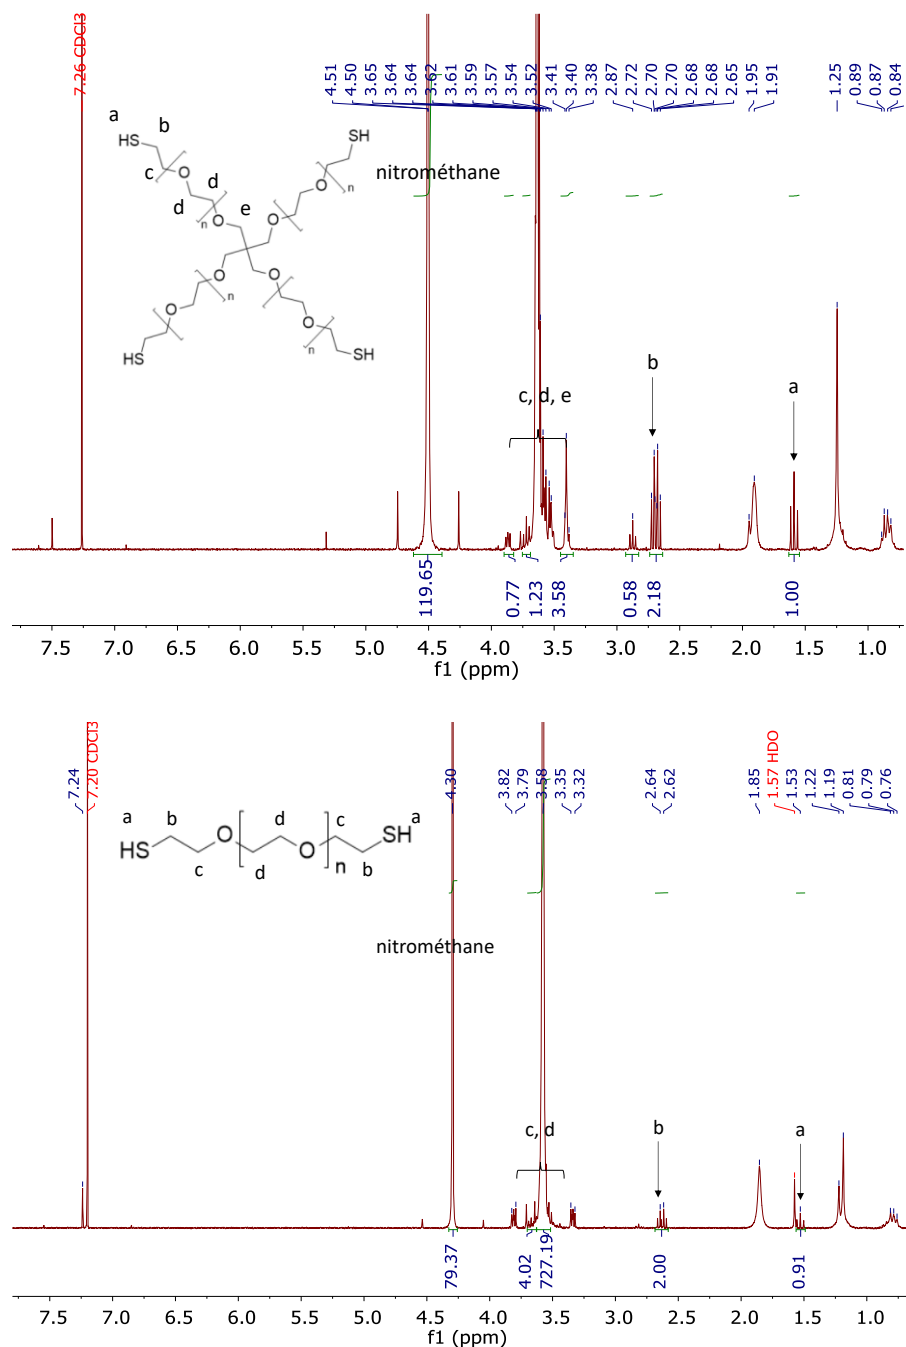 7.26 CDCl3
4.51
4.50
3.65
3.64
3.64
3.62
3.61
3.59
3.57
3.54
3.52
3.41
3.40
3.38
2.87
2.72
2.70
2.70
2.68
2.68
2.65
1.95
1.91
1.25
0.89
0.87
0.84
a
b
HS
SH
nitrométhane
c
O
d
O
n
d
n
O
e
O
O
O
n
O
O
n
HS
SH
b
a
c, d, e
119.65
0.77
1.23
3.58
0.58
2.18
1.00
7.5 7.0 6.5 6.0 5.5 5.0 4.5 4.0 3.5 3.0 2.5 2.0 1.5 1.0
f1 (ppm)
7.24
7.20 CDCl3
4.30
3.82
3.79
3.58
3.35
3.32
2.64
2.62
1.85
1.57 HDO
1.53
1.22
1.19
0.81
0.79
0.76
a b d c a
HS O O SH
c d n b
nitrométhane
c, d
b
a
79.37
4.02
727.19
2.00
0.91
7.5 7.0 6.5 6.0 5.5 5.0 4.5 4.0 3.5 3.0 2.5 2.0 1.5 1.0
f1 (ppm)